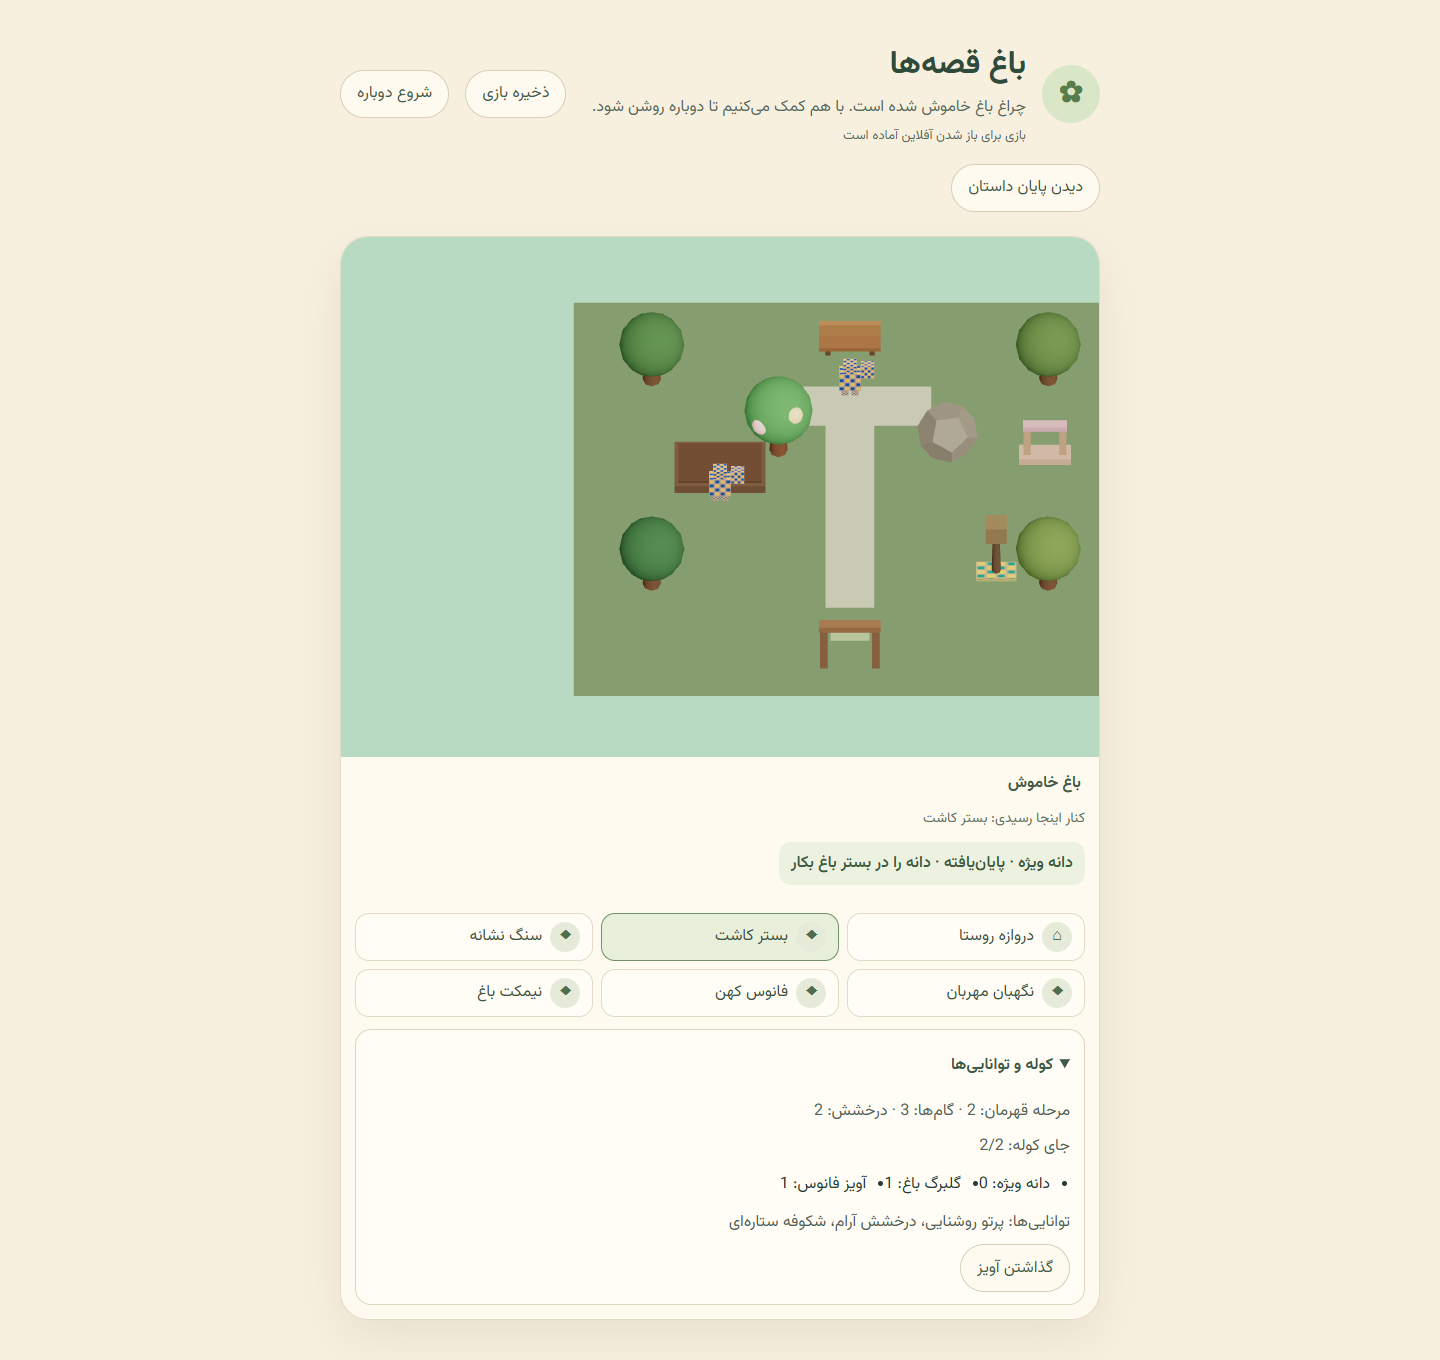 باغ قصه‌ها
چراغ باغ خاموش شده است. با هم کمک می‌کنیم تا دوباره روشن شود.
بازی برای باز شدن آفلاین آماده است
ذخیره بازی
شروع دوباره
دیدن پایان داستان
باغ خاموش
کنار اینجا رسیدی: بستر کاشت
دانه ویژه · پایان‌یافته · دانه را در بستر باغ بکار
دروازه روستا
بستر کاشت
سنگ نشانه
نگهبان مهربان
فانوس کهن
نیمکت باغ
کوله و توانایی‌ها
مرحله قهرمان: 2 · گام‌ها: 3 · درخشش: 2
جای کوله: 2/2
• دانه ویژه: 0 • گلبرگ باغ: 1 • آویز فانوس: 1
توانایی‌ها: پرتو روشنایی، درخشش آرام، شکوفه ستاره‌ای
گذاشتن آویز